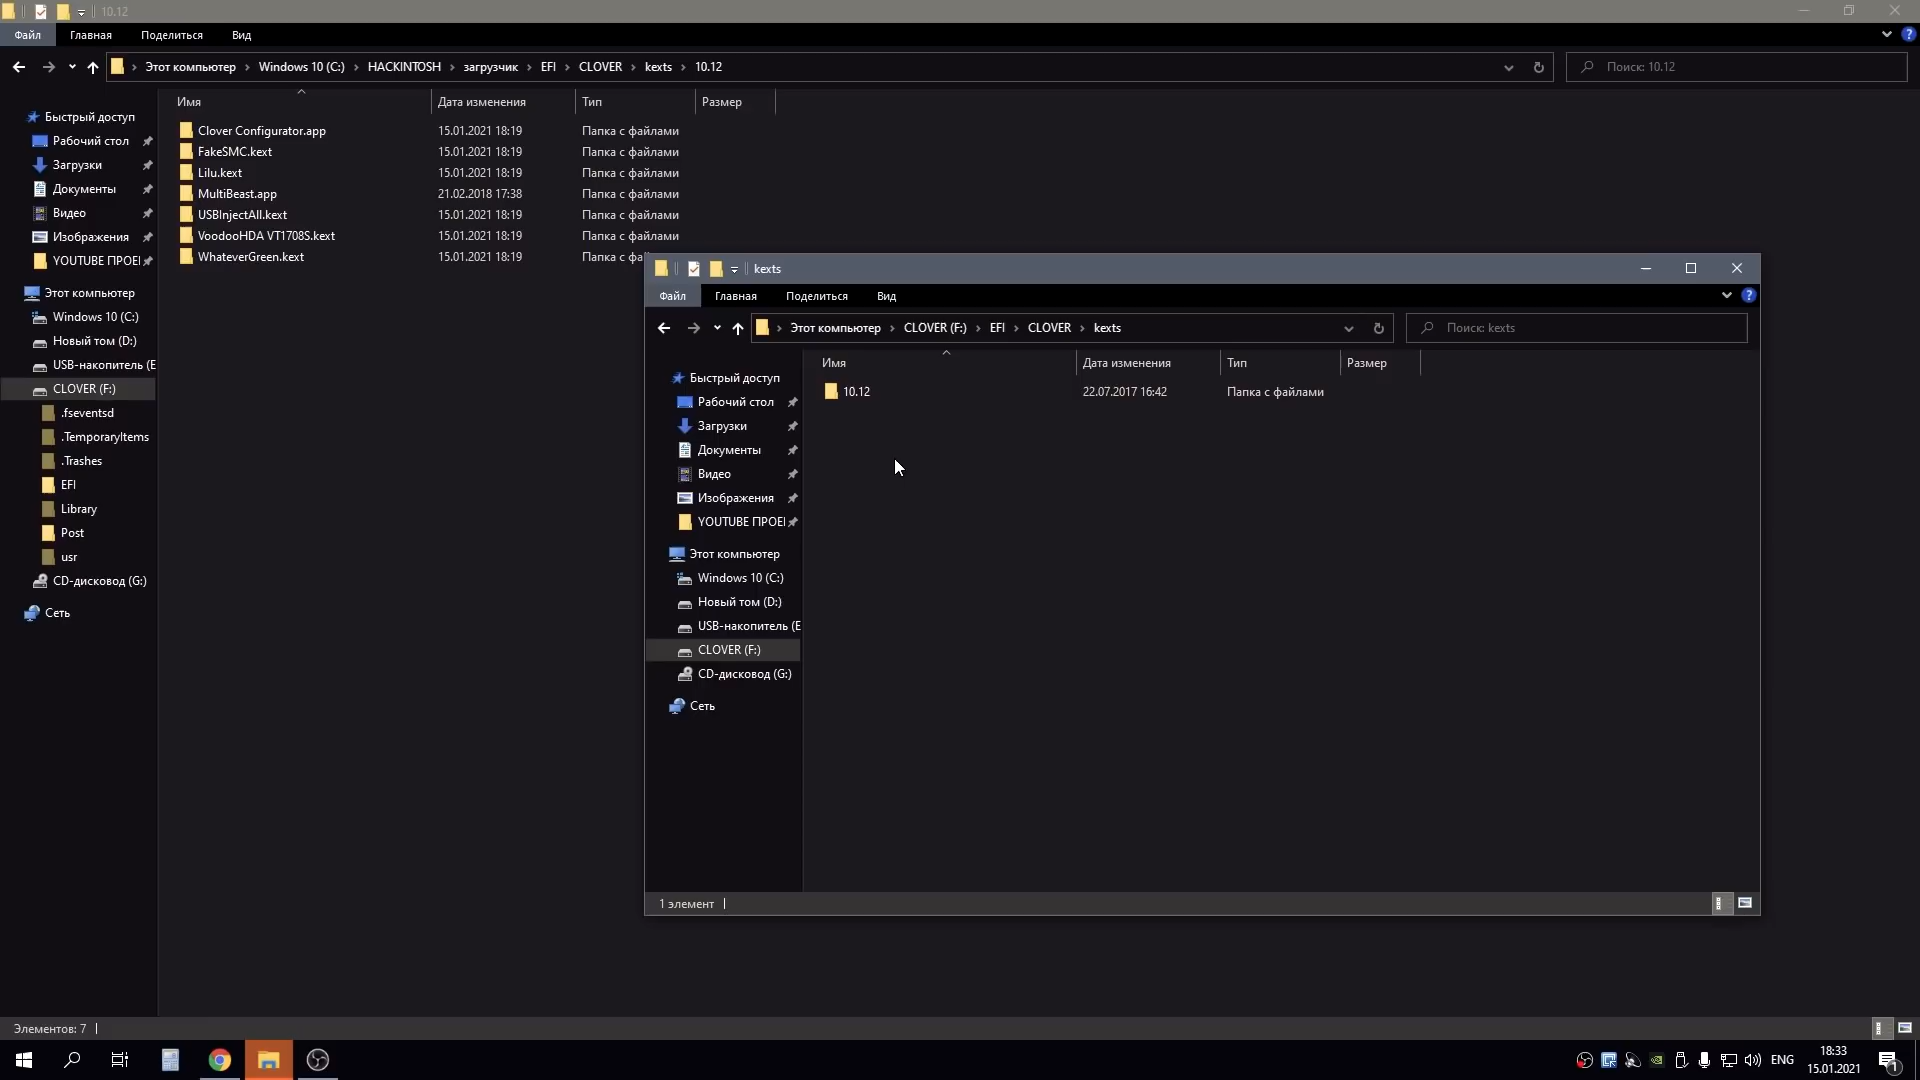 10.12
Файл Главная Поделиться Вид
Этот компьютер Windows 10 (C:) HACKINTOSH загрузчик EFI CLOVER kexts 10.12
Поиск: 10.12
Имя Дата изменения Тип Размер
Clover Configurator.app 15.01.2021 18:19 Папка с файлами
FakeSMC.kext 15.01.2021 18:19 Папка с файлами
Lilu.kext 15.01.2021 18:19 Папка с файлами
MultiBeast.app 21.02.2018 17:38 Папка с файлами
USBInjectAll.kext 15.01.2021 18:19 Папка с файлами
VoodooHDA VT1708S.kext 15.01.2021 18:19 Папка с файлами
WhateverGreen.kext 15.01.2021 18:19 Папка с фа
Быстрый доступ
Рабочий стол
Загрузки
Документы
Видео
Изображения
YOUTUBE ПРОЕ
Этот компьютер
Windows 10 (C:)
Новый том (D:)
USB-накопитель (E
CLOVER (F:)
.fseventsd
.TemporaryItems
.Trashes
EFI
Library
Post
usr
CD-дисковод (G:)
Сеть
kexts
Файл Главная Поделиться Вид
Этот компьютер CLOVER (F:) EFI CLOVER kexts
Поиск: kexts
Имя Дата изменения Тип Размер
10.12 22.07.2017 16:42 Папка с файлами
Быстрый доступ
Рабочий стол
Загрузки
Документы
Видео
Изображения
YOUTUBE ПРОЕ
Этот компьютер
Windows 10 (C:)
Новый том (D:)
USB-накопитель (E
CLOVER (F:)
CD-дисковод (G:)
Сеть
1 элемент
Элементов: 7
ENG
18:33
15.01.2021
1